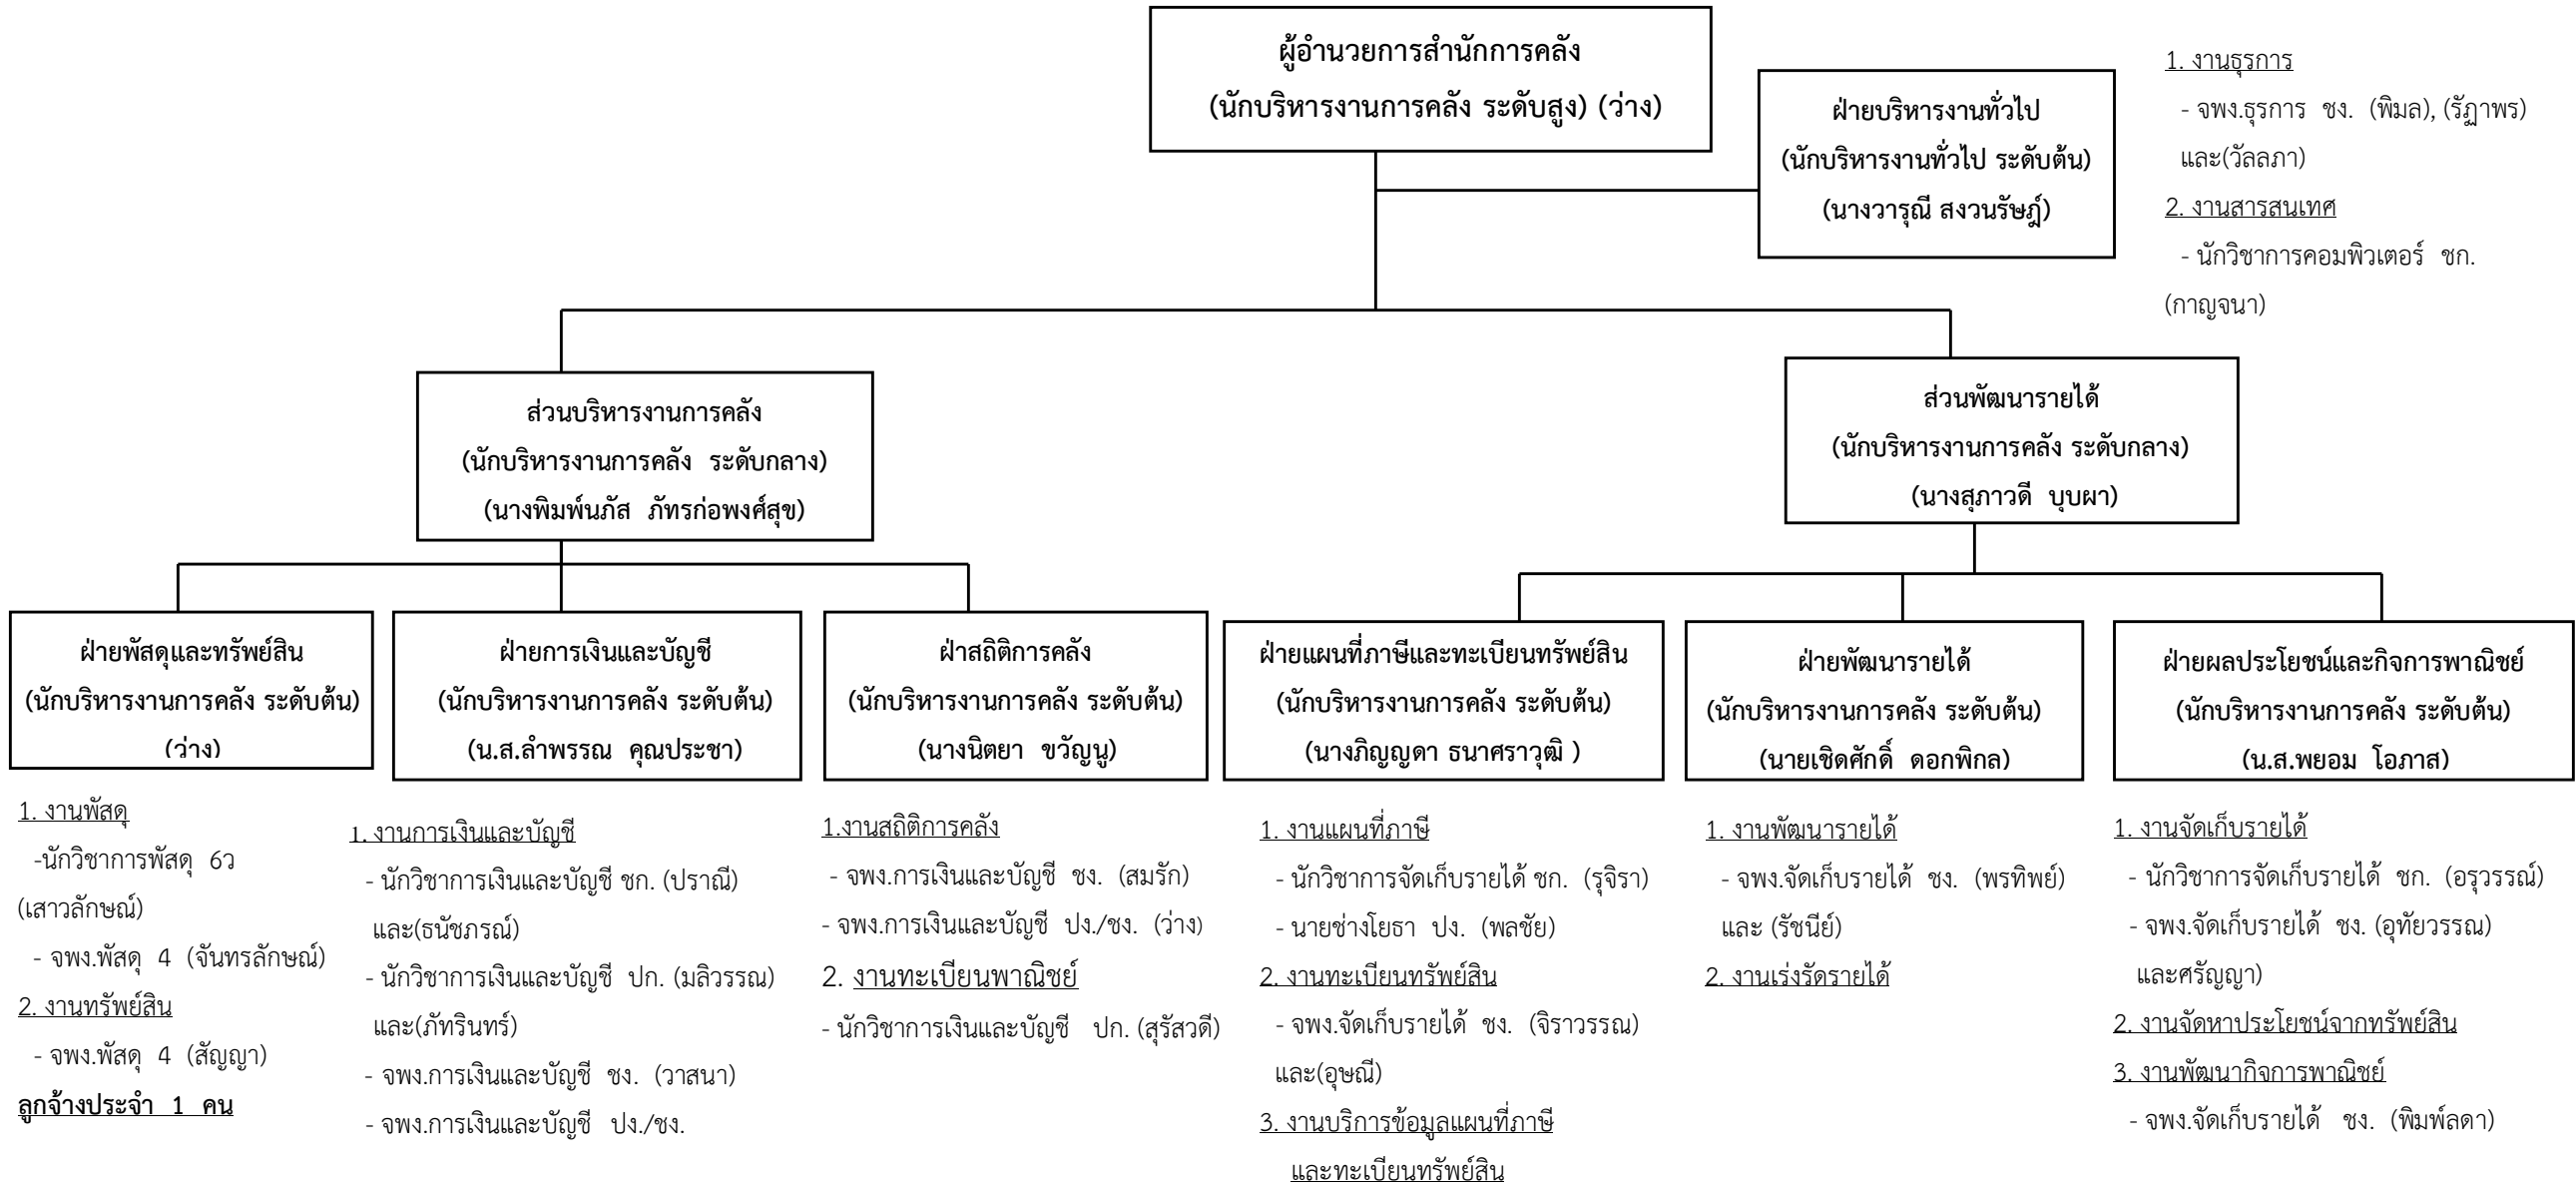 ผู้อำนวยการสำนักการคลัง
(นักบริหารงานการคลัง ระดับสูง) (ว่าง)
ฝ่ายบริหารงานทั่วไป
(นักบริหารงานทั่วไป ระดับต้น)
(นางวารุณี สงวนรัษฎ์)
1. งานธุรการ
- จพง.ธุรการ ชง. (พิมล), (รัฏาพร)
และ(วัลลภา)
2. งานสารสนเทศ
- นักวิชาการคอมพิวเตอร์ ชก.
(กาญจนา)
ส่วนบริหารงานการคลัง
(นักบริหารงานการคลัง ระดับกลาง)
(นางพิมพ์นภัส ภัทรก่อพงศ์สุข)
ส่วนพัฒนารายได้
(นักบริหารงานการคลัง ระดับกลาง)
(นางสุภาวดี บุบผา)
ฝ่ายพัสดุและทรัพย์สิน
(นักบริหารงานการคลัง ระดับต้น)
(ว่าง)
1. งานพัสดุ
-นักวิชาการพัสดุ 6ว
(เสาวลักษณ์)
- จพง.พัสดุ 4 (จันทรลักษณ์)
2. งานทรัพย์สิน
- จพง.พัสดุ 4 (สัญญา)
ลูกจ้างประจำ 1 คน
ฝ่ายการเงินและบัญชี
(นักบริหารงานการคลัง ระดับต้น)
(น.ส.ลำพรรณ คุณประชา)
1. งานการเงินและบัญชี
- นักวิชาการเงินและบัญชี ชก. (ปราณี)
และ(ธนัชภรณ์)
- นักวิชาการเงินและบัญชี ปก. (มลิวรรณ)
และ(ภัทรินทร์)
- จพง.การเงินและบัญชี ชง. (วาสนา)
- จพง.การเงินและบัญชี ปง./ชง.
ฝ่าสถิติการคลัง
(นักบริหารงานการคลัง ระดับต้น)
(นางนิตยา ขวัญนู)
1.งานสถิติการคลัง
- จพง.การเงินและบัญชี ชง. (สมรัก)
- จพง.การเงินและบัญชี ปง./ชง. (ว่าง)
2. งานทะเบียนพาณิชย์
- นักวิชาการเงินและบัญชี ปก. (สุรัสวดี)
ฝ่ายแผนที่ภาษีและทะเบียนทรัพย์สิน
(นักบริหารงานการคลัง ระดับต้น)
(นางภิญญดา ธนาศราวุฒิ )
1. งานแผนที่ภาษี
- นักวิชาการจัดเก็บรายได้ ชก. (รุจิรา)
- นายช่างโยธา ปง. (พลชัย)
2. งานทะเบียนทรัพย์สิน
- จพง.จัดเก็บรายได้ ชง. (จิราวรรณ)
และ(อุษณี)
3. งานบริการข้อมูลแผนที่ภาษี
และทะเบียนทรัพย์สิน
ฝ่ายพัฒนารายได้
(นักบริหารงานการคลัง ระดับต้น)
(นายเชิดศักดิ์ ดอกพิกล)
1. งานพัฒนารายได้
- จพง.จัดเก็บรายได้ ชง. (พรทิพย์)
และ (รัชนีย์)
2. งานเร่งรัดรายได้
ฝ่ายผลประโยชน์และกิจการพาณิชย์
(นักบริหารงานการคลัง ระดับต้น)
(น.ส.พยอม โอภาส)
1. งานจัดเก็บรายได้
- นักวิชาการจัดเก็บรายได้ ชก. (อรุวรรณ์)
- จพง.จัดเก็บรายได้ ชง. (อุทัยวรรณ)
และศรัญญา)
2. งานจัดหาประโยชน์จากทรัพย์สิน
3. งานพัฒนากิจการพาณิชย์
- จพง.จัดเก็บรายได้ ชง. (พิมพ์ลดา)